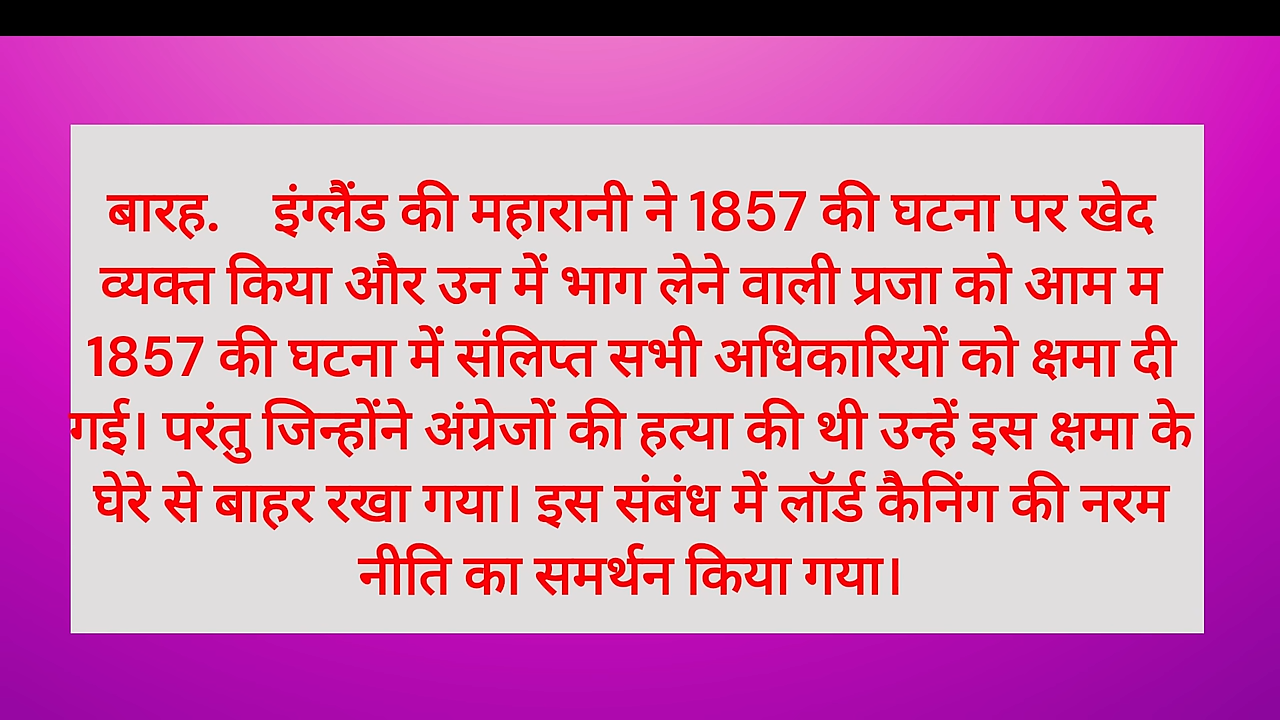 बारह. इंग्लैंड की महारानी ने 1857 की घटना पर खेद
व्यक्त किया और उन में भाग लेने वाली प्रजा को आम म
1857 की घटना में संलिप्त सभी अधिकारियों को क्षमा दी
गई। परंतु जिन्होंने अंग्रेजों की हत्या की थी उन्हें इस क्षमा के
घेरे से बाहर रखा गया। इस संबंध में लॉर्ड कैनिंग की नरम
नीति का समर्थन किया गया।